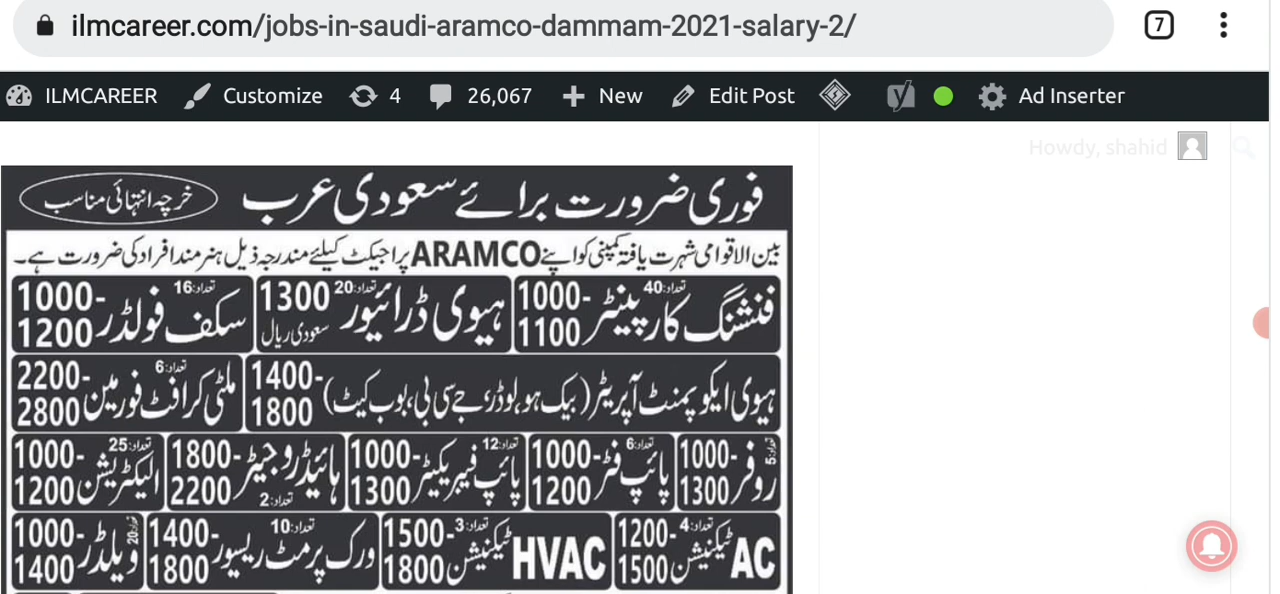 ilmcareer.com/jobs-in-saudi-aramco-dammam-2021-salary-2/
7
ILMCAREER Customize 4 26,067 New Edit Post Ad Inserter
Howdy, shahid
فوری ضرورت برائے سعودی عرب
خرچہ انتہائی مناسب
بین الاقوامی شہرت یافتہ کمپنی کو اپنے ARAMCO پراجیکٹ کیلئے مندرجہ ذیل ہنرمند افراد کی ضرورت ہے۔
فنشنگ کارپینٹر تعداد:40 1000-1100
ہیوی ڈرائیور تعداد:20 1300 سعودی ریال
سکف فولڈر تعداد:16 1000-1200
ہیوی ایکوپمنٹ آپریٹر (بیک ہو، لوڈر، جے سی بی، بوب کیٹ) 1400-1800
ملٹی کرافٹ فورمین تعداد:6 2200-2800
روفر تعداد:5 1000-1300
پائپ فٹر تعداد:6 1000-1200
پائپ فیبریکیٹر تعداد:12 1000-1300
ہائیڈروجیٹر تعداد:2 1800-2200
الیکٹریشن تعداد:25 1000-1200
AC ٹیکنیشن تعداد:4 1200-1500
HVAC ٹیکنیشن تعداد:3 1500-1800
ورک پرمٹ ریسیور تعداد:10 1400-1800
ویلڈر تعداد:20 1000-1400